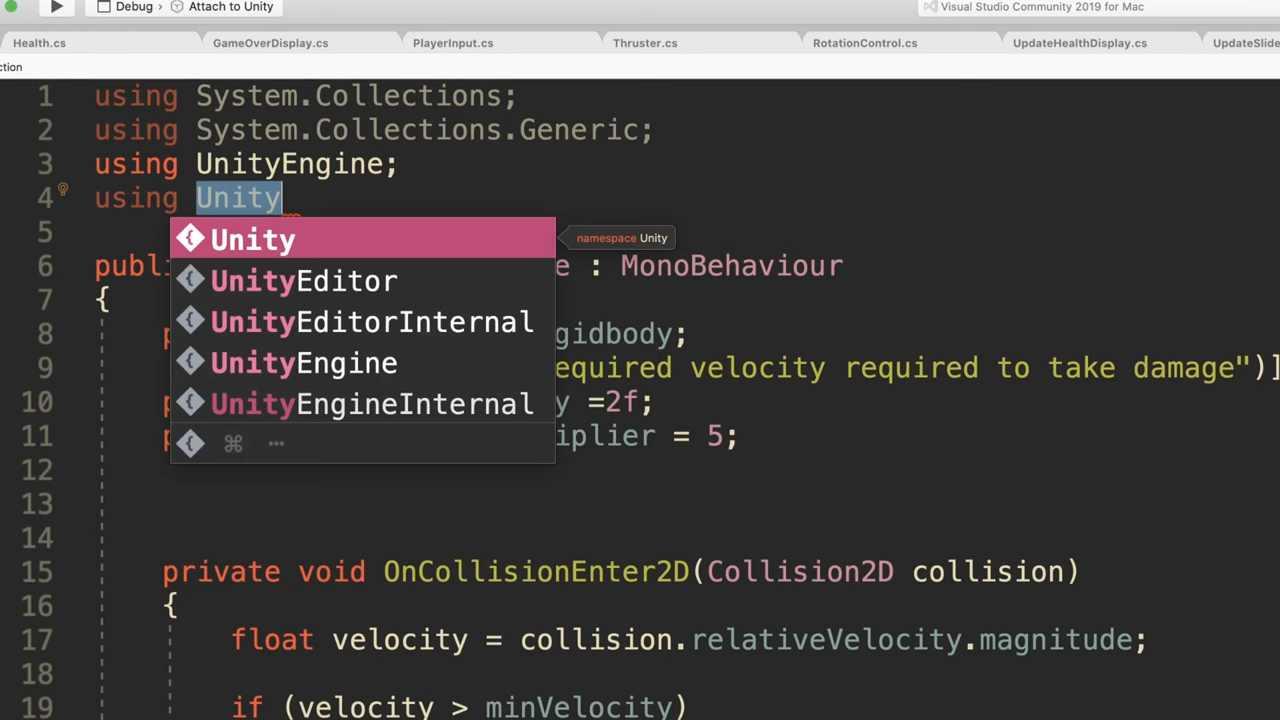 Debug › Attach to Unity
Visual Studio Community 2019 for Mac
Health.cs GameOverDisplay.cs PlayerInput.cs Thruster.cs RotationControl.cs UpdateHealthDisplay.cs UpdateSlide
ction
1 using System.Collections;
2 using System.Collections.Generic;
3 using UnityEngine;
4 using Unity
Unity
namespace Unity
UnityEditor
UnityEditorInternal
UnityEngine
UnityEngineInternal
⌘ …
5
6 publi e : MonoBehaviour
7 {
8 p gidbody;
9 equired velocity required to take damage")]
10 p y =2f;
11 p iplier = 5;
12
13
14
15 private void OnCollisionEnter2D(Collision2D collision)
16 {
17 float velocity = collision.relativeVelocity.magnitude;
18
19 if (velocity > minVelocity)